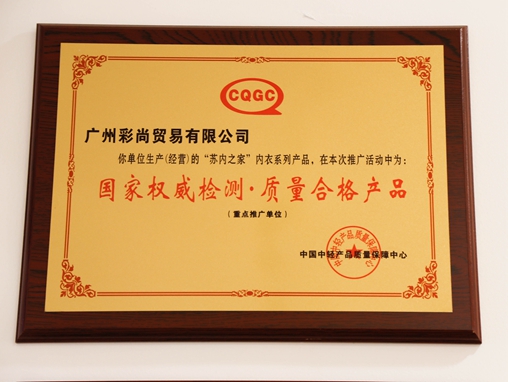 CQGC
广州彩尚贸易有限公司
你单位生产(经营)的“苏内之家”内衣系列产品，在本次推广活动中为：
国家权威检测·质量合格产品
(重点推广单位)
中国中轻产品质量保障中心